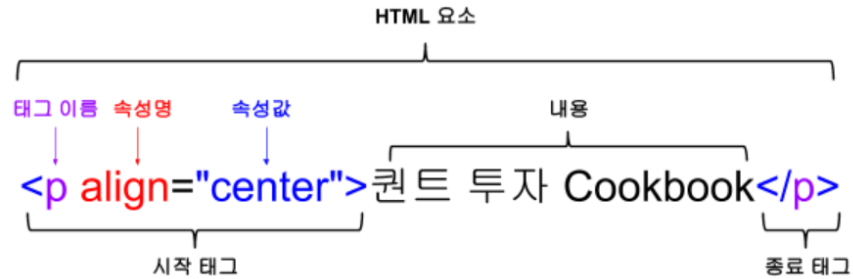 HTML 요소
태그 이름 속성명 속성값 내용
<p align="center">퀀트 투자 Cookbook</p>
시작 태그 종료 태그